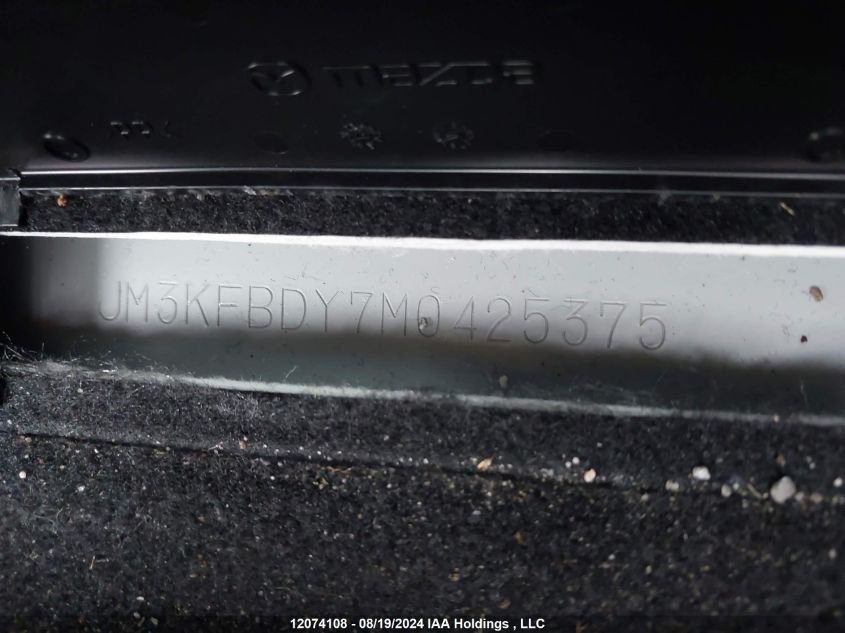 mazda
JM3KFBDY7M0425375
12074108 - 08/19/2024 IAA Holdings , LLC